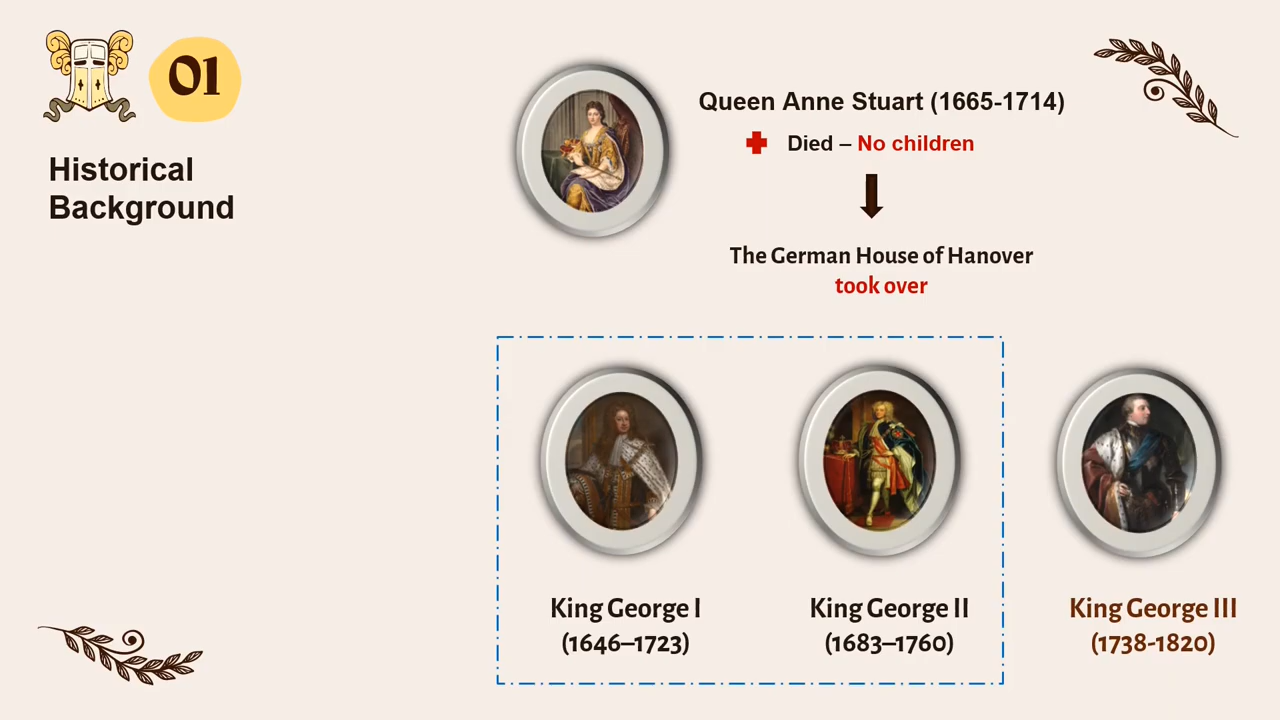 01
Historical
Background
Queen Anne Stuart (1665-1714)
Died – No children
The German House of Hanover
took over
King George I
(1646–1723)
King George II
(1683–1760)
King George III
(1738-1820)